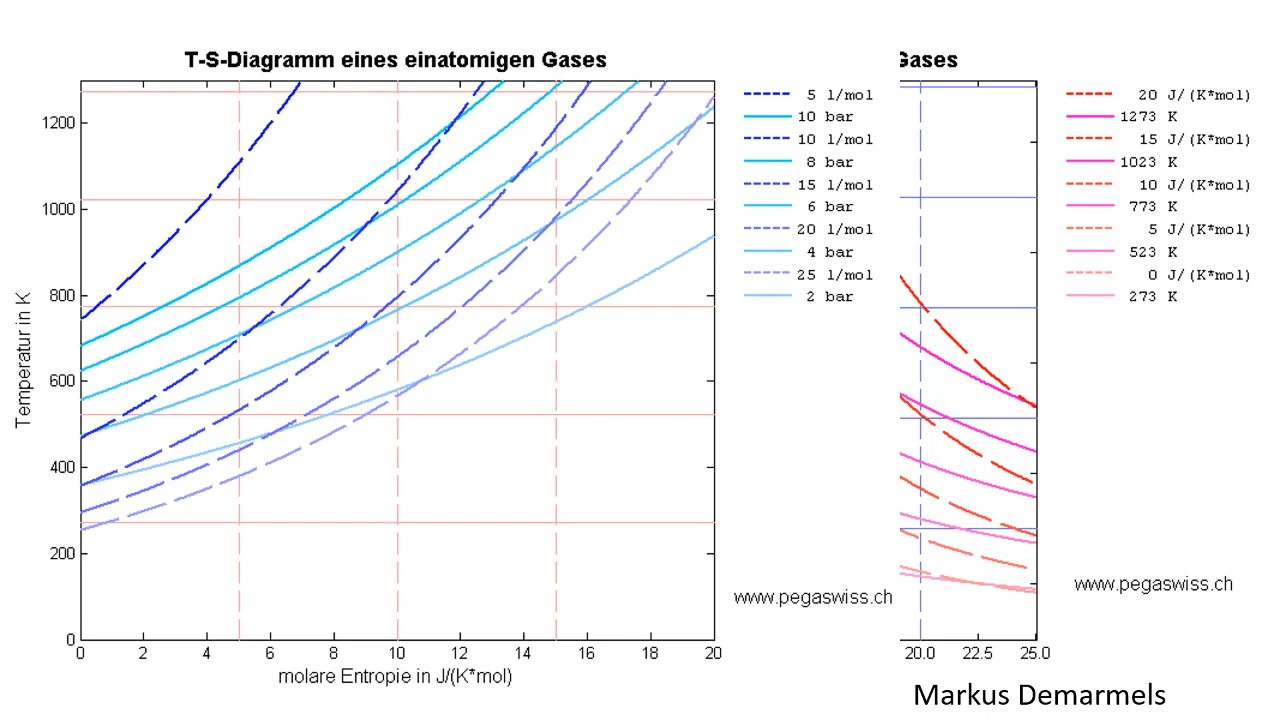 T-S-Diagramm eines einatomigen Gases
Temperatur in K
1200
1000
800
600
400
200
0
0 2 4 6 8 10 12 14 16 18 20
molare Entropie in J/(K*mol)
5 l/mol
10 bar
10 l/mol
8 bar
15 l/mol
6 bar
20 l/mol
4 bar
25 l/mol
2 bar
www.pegaswiss.ch
Gases
20.0 22.5 25.0
20 J/(K*mol)
1273 K
15 J/(K*mol)
1023 K
10 J/(K*mol)
773 K
5 J/(K*mol)
523 K
0 J/(K*mol)
273 K
www.pegaswiss.ch
Markus Demarmels